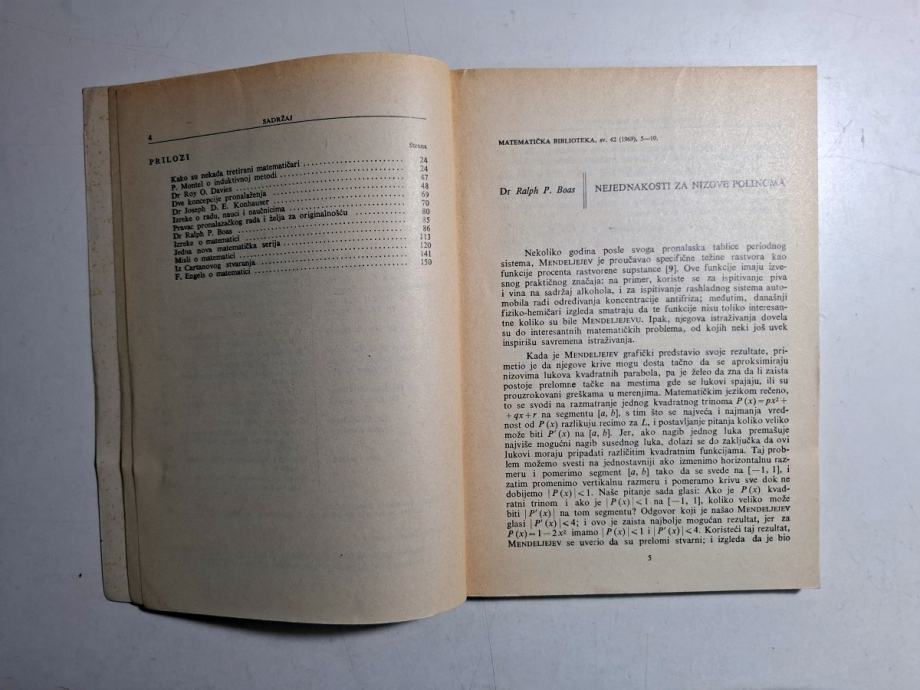 4
SADRŽAJ
Strana
PRILOZI
Kako su nekada tretirani matematičari 24
P. Montel o induktivnoj metodi 24
Dr Roy O. Davies 47
Dve koncepcije pronalaženja 48
Dr Joseph D. E. Konhauser 69
Izreke o radu, nauci i naučnicima 70
Pravac pronalazačkog rada i želja za originalnošću 80
Dr Ralph P. Boas 85
Izreke o matematici 86
Jedna nova matematička serija 113
Misli o matematici 120
Iz Cartanovog stvaranja 141
F. Engels o matematici 150
MATEMATIČKA BIBLIOTEKA, sv. 42 (1969), 5—10.
Dr Ralph P. Boas
NEJEDNAKOSTI ZA NIZOVE POLINOMA
Nekoliko godina posle svoga pronalaska tablice periodnog
sistema, MENDELJEJEV je proučavao specifične težine rastvora kao
funkcije procenta rastvorene supstance [9]. Ove funkcije imaju izve-
snog praktičnog značaja: na primer, koriste se za ispitivanje piva
i vina na sadržaj alkohola, i za ispitivanje rashladnog sistema auto-
mobila radi određivanja koncentracije antifriza; međutim, današnji
fiziko-hemičari izgleda smatraju da te funkcije nisu toliko interesan-
tne koliko su bile MENDELJEJEVU. Ipak, njegova istraživanja dovela
su do interesantnih matematičkih problema, od kojih neki još uvek
inspirišu savremena istraživanja.
Kada je MENDELJEJEV grafički predstavio svoje rezultate, pri-
metio je da njegove krive mogu dosta tačno da se aproksimiraju
nizovima lukova kvadratnih parabola, pa je želeo da zna da li zaista
postoje prelomne tačke na mestima gde se lukovi spajaju, ili su
prouzrokovani greškama u merenjima. Matematičkim jezikom rečeno,
to se svodi na razmatranje jednog kvadratnog trinoma P(x)=px²+
+qx+r na segmentu [a, b], s tim što se najveća i najmanja vred-
nost od P(x) razlikuju recimo za L, i postavljanje pitanja koliko veliko
može biti P′(x) na [a, b]. Jer, ako nagib jednog luka premašuje
najviše mogućni nagib susednog luka, dolazi se do zaključka da ovi
lukovi moraju pripadati različitim kvadratnim funkcijama. Taj prob-
lem možemo svesti na jednostavniji ako izmenimo horizontalnu raz-
meru i pomerimo segment [a, b] tako da se svede na [−1, 1], i
zatim promenimo vertikalnu razmeru i pomeramo krivu sve dok ne
dobijemo |P(x)|<1. Naše pitanje sada glasi: Ako je P(x) kvad-
ratni trinom i ako je |P(x)|<1 na [−1, 1], koliko veliko može
biti |P′(x)| na tom segmentu? Odgovor koji je našao MENDELJEJEV
glasi |P′(x)|<4; i ovo je zaista najbolje mogućan rezultat, jer za
P(x)=1−2x² imamo |P(x)|<1 i |P′(x)|<4. Koristeći taj rezultat,
MENDELJEJEV se uverio da su prelomi stvarni; i izgleda da je bio
5